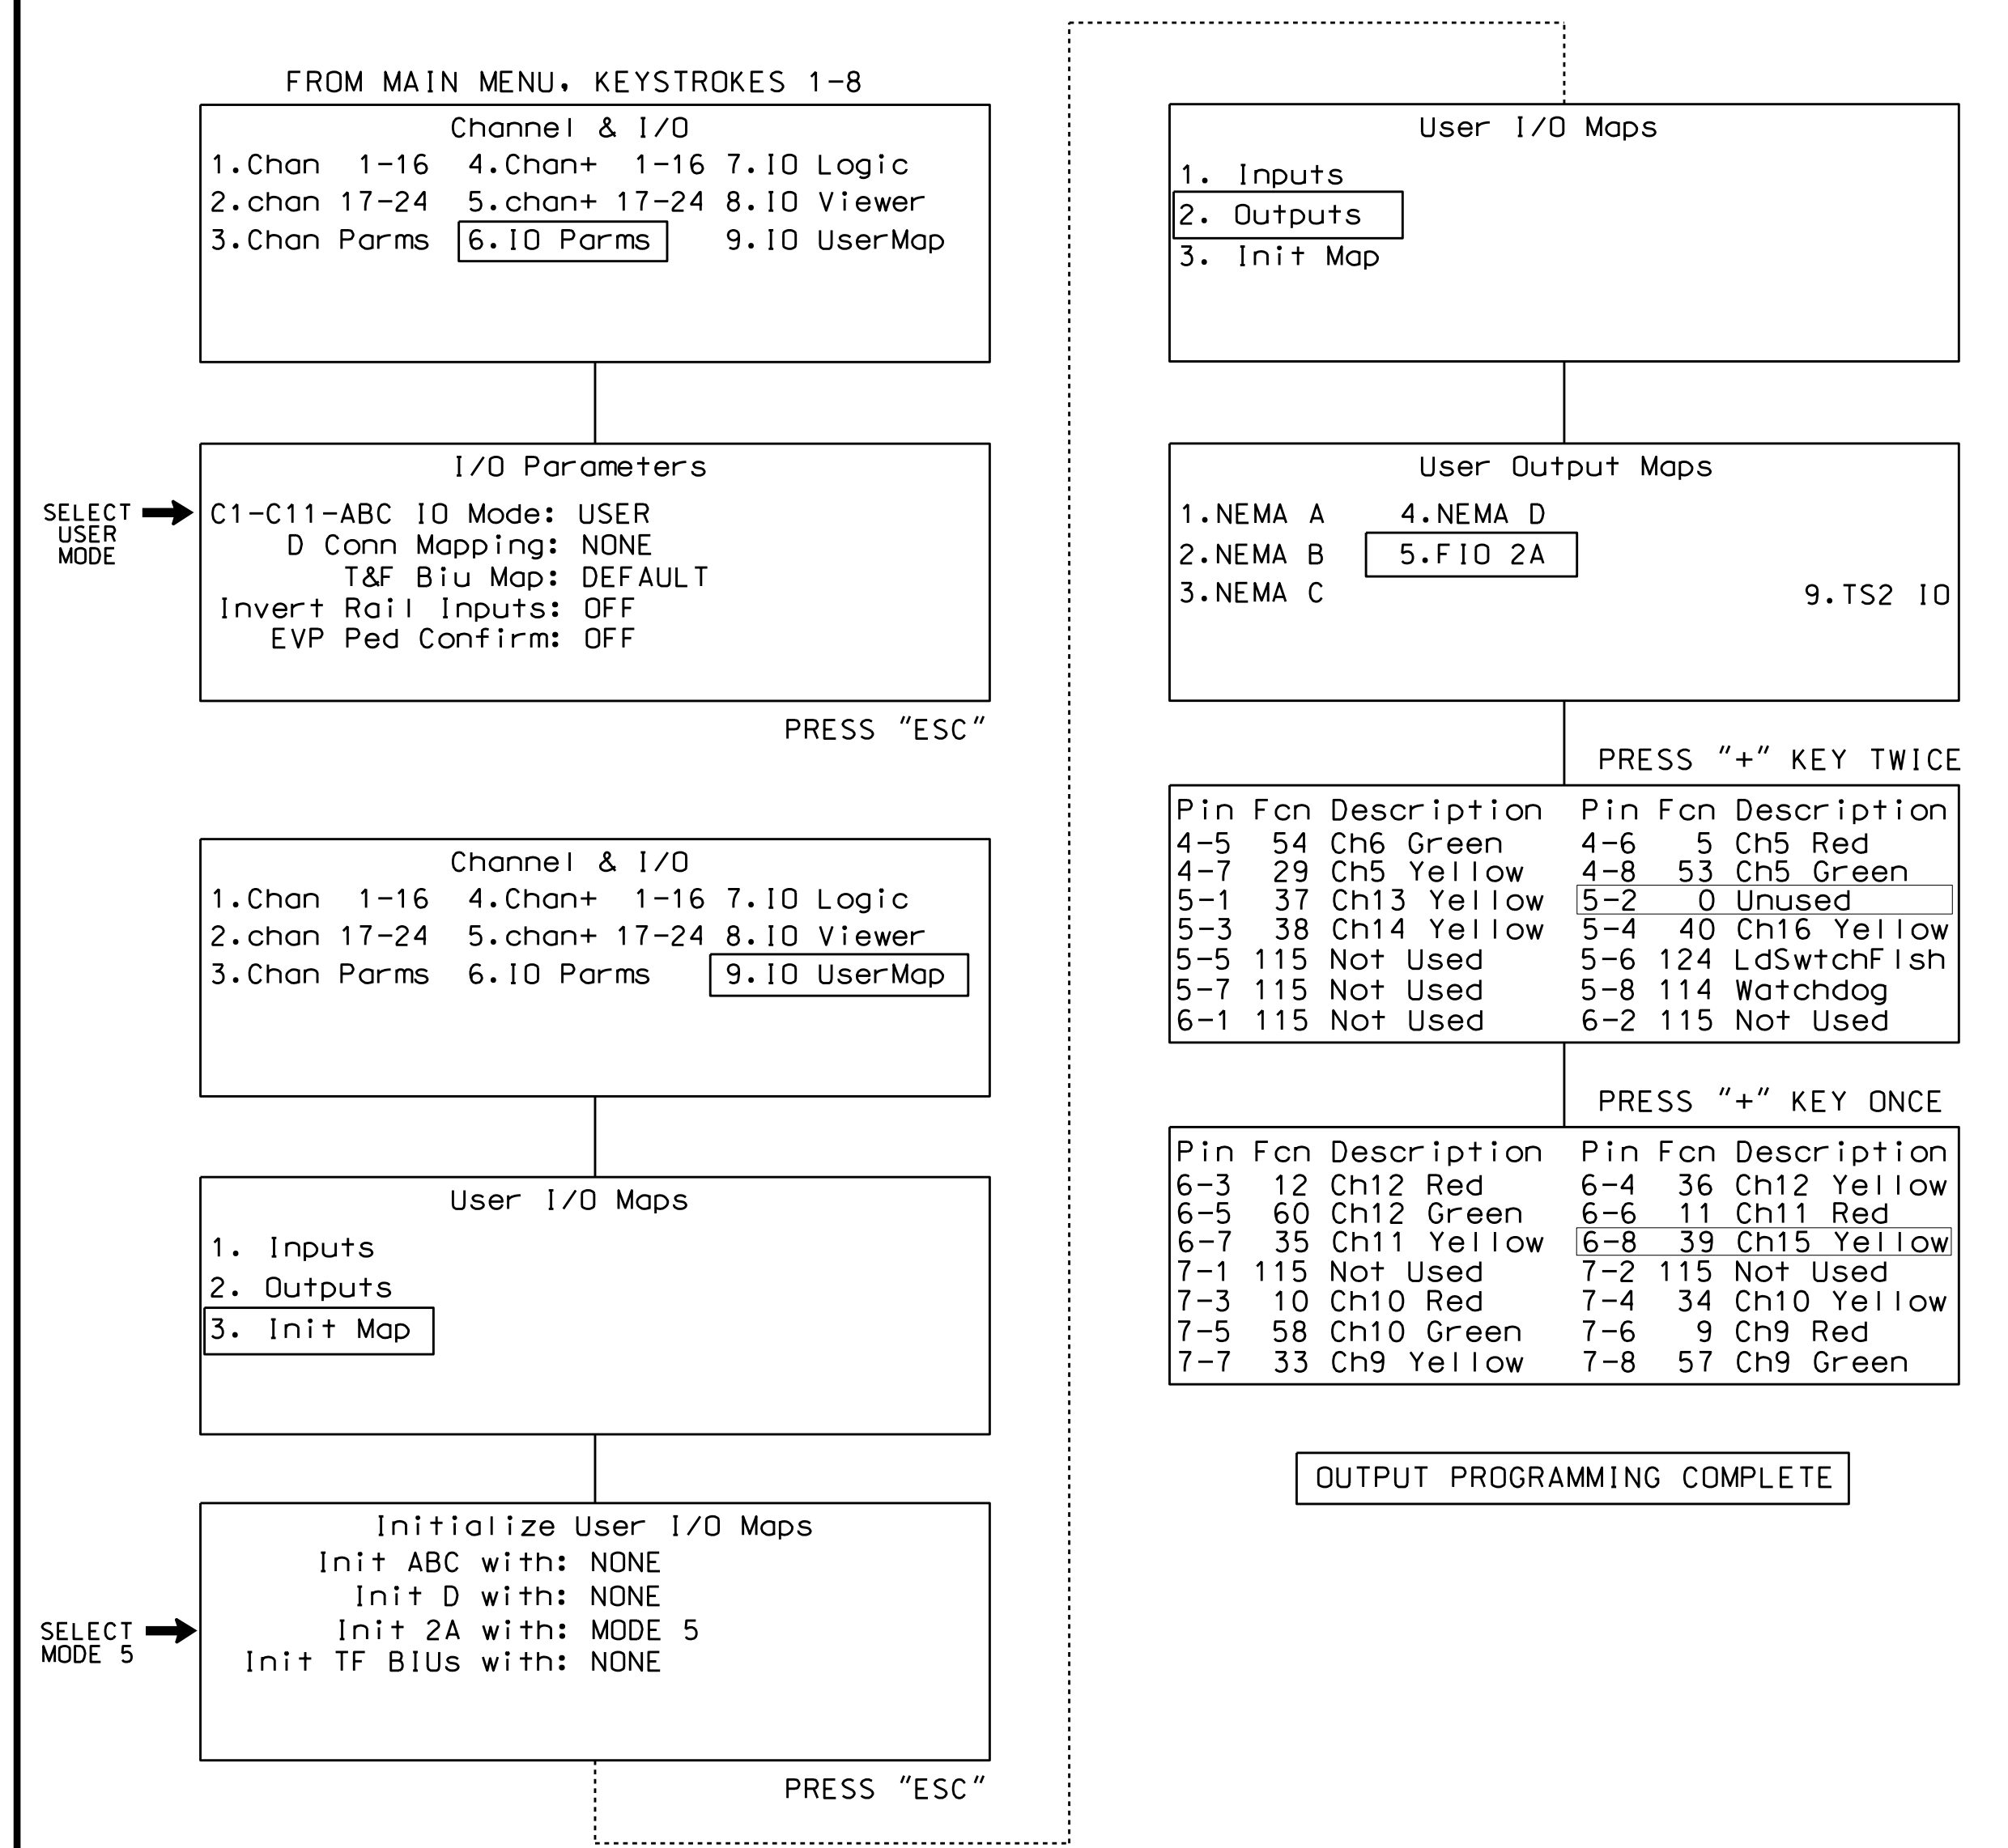 FROM MAIN MENU, KEYSTROKES 1-8
Channel & I/O
1.Chan 1-16 4.Chan+ 1-16 7.IO Logic
2.chan 17-24 5.chan+ 17-24 8.IO Viewer
3.Chan Parms 6.IO Parms 9.IO UserMap
SELECT
USER
MODE
I/O Parameters
C1-C11-ABC IO Mode: USER
D Conn Mapping: NONE
T&F Biu Map: DEFAULT
Invert Rail Inputs: OFF
EVP Ped Confirm: OFF
PRESS "ESC"
Channel & I/O
1.Chan 1-16 4.Chan+ 1-16 7.IO Logic
2.chan 17-24 5.chan+ 17-24 8.IO Viewer
3.Chan Parms 6.IO Parms 9.IO UserMap
User I/O Maps
1. Inputs
2. Outputs
3. Init Map
SELECT
MODE 5
Initialize User I/O Maps
Init ABC with: NONE
Init D with: NONE
Init 2A with: MODE 5
Init TF BIUs with: NONE
PRESS "ESC"
User I/O Maps
1. Inputs
2. Outputs
3. Init Map
User Output Maps
1.NEMA A 4.NEMA D
2.NEMA B 5.FIO 2A
3.NEMA C 9.TS2 IO
PRESS "+" KEY TWICE
Pin Fcn Description Pin Fcn Description
4-5 54 Ch6 Green 4-6 5 Ch5 Red
4-7 29 Ch5 Yellow 4-8 53 Ch5 Green
5-1 37 Ch13 Yellow 5-2 0 Unused
5-3 38 Ch14 Yellow 5-4 40 Ch16 Yellow
5-5 115 Not Used 5-6 124 LdSwtchFlsh
5-7 115 Not Used 5-8 114 Watchdog
6-1 115 Not Used 6-2 115 Not Used
PRESS "+" KEY ONCE
Pin Fcn Description Pin Fcn Description
6-3 12 Ch12 Red 6-4 36 Ch12 Yellow
6-5 60 Ch12 Green 6-6 11 Ch11 Red
6-7 35 Ch11 Yellow 6-8 39 Ch15 Yellow
7-1 115 Not Used 7-2 115 Not Used
7-3 10 Ch10 Red 7-4 34 Ch10 Yellow
7-5 58 Ch10 Green 7-6 9 Ch9 Red
7-7 33 Ch9 Yellow 7-8 57 Ch9 Green
OUTPUT PROGRAMMING COMPLETE